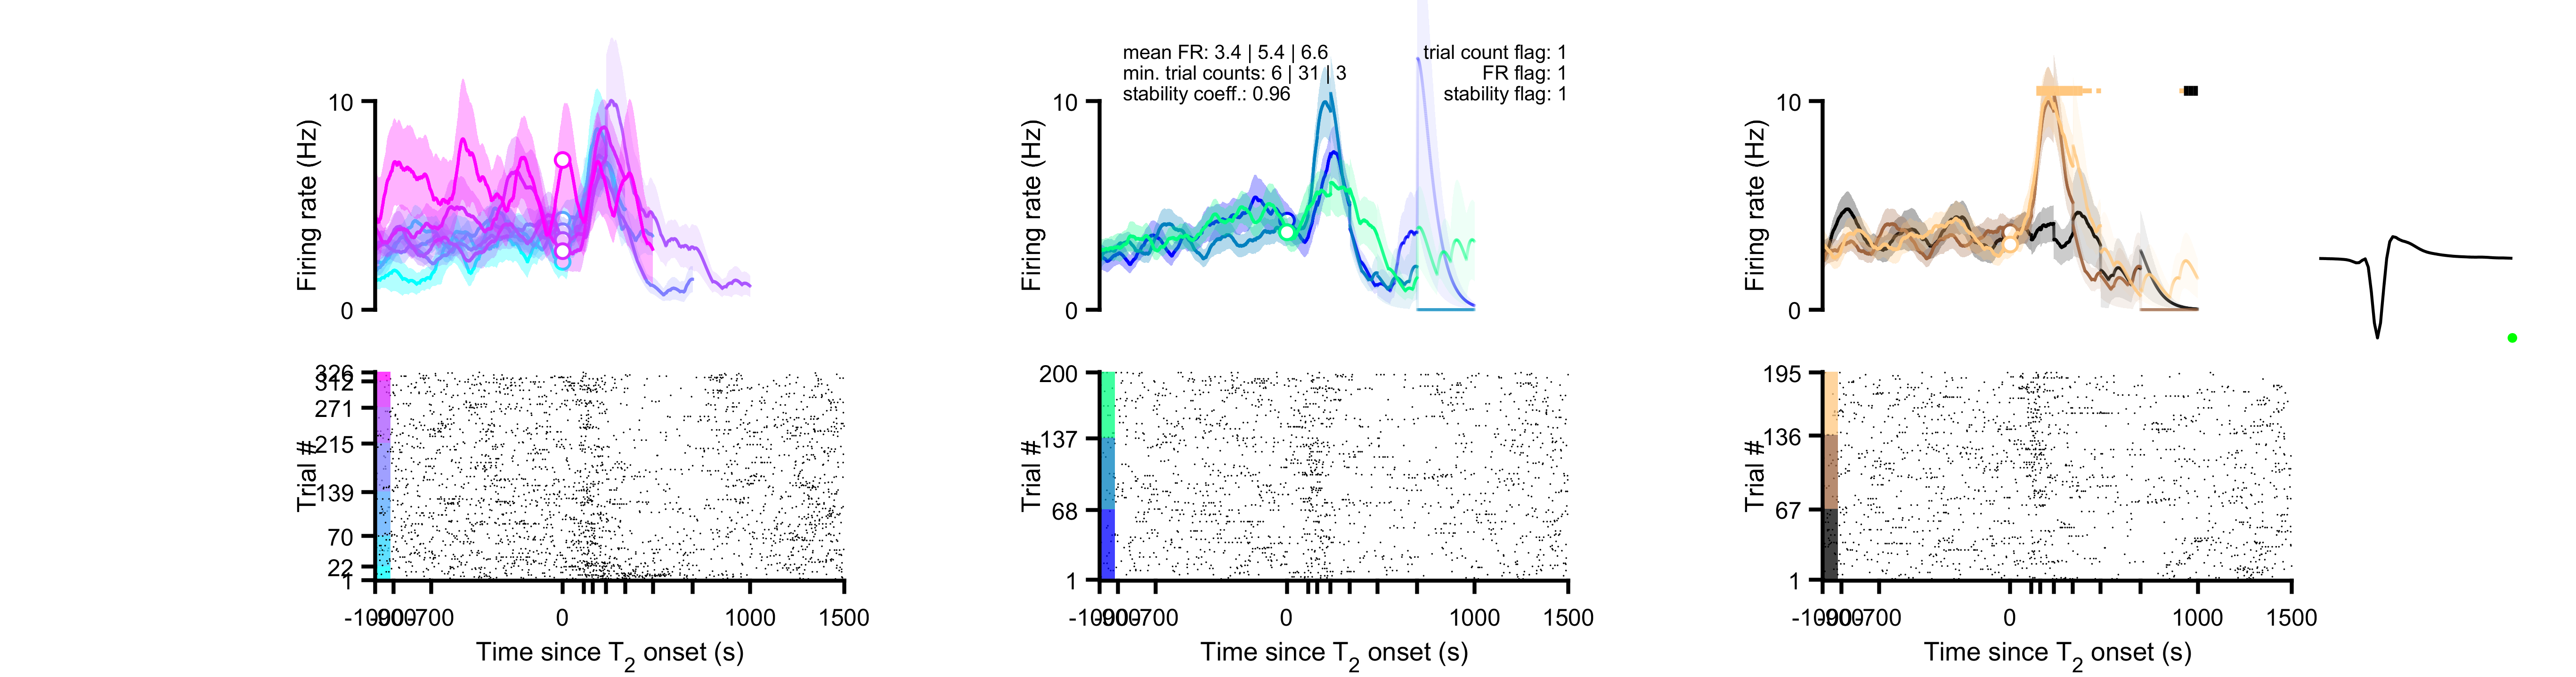 mean FR: 3.4 | 5.4 | 6.6
min. trial counts: 6 | 31 | 3
stability coeff.: 0.96
trial count flag: 1
FR flag: 1
stability flag: 1
10
0
Firing rate (Hz)
10
0
Firing rate (Hz)
10
0
Firing rate (Hz)
326
312
271
215
139
70
22
1
Trial #
200
137
68
1
Trial #
195
136
67
1
Trial #
-1000 -900 -700 0 1000 1500
Time since T2 onset (s)
-1000 -900 -700 0 1000 1500
Time since T2 onset (s)
-1000 -900 -700 0 1000 1500
Time since T2 onset (s)